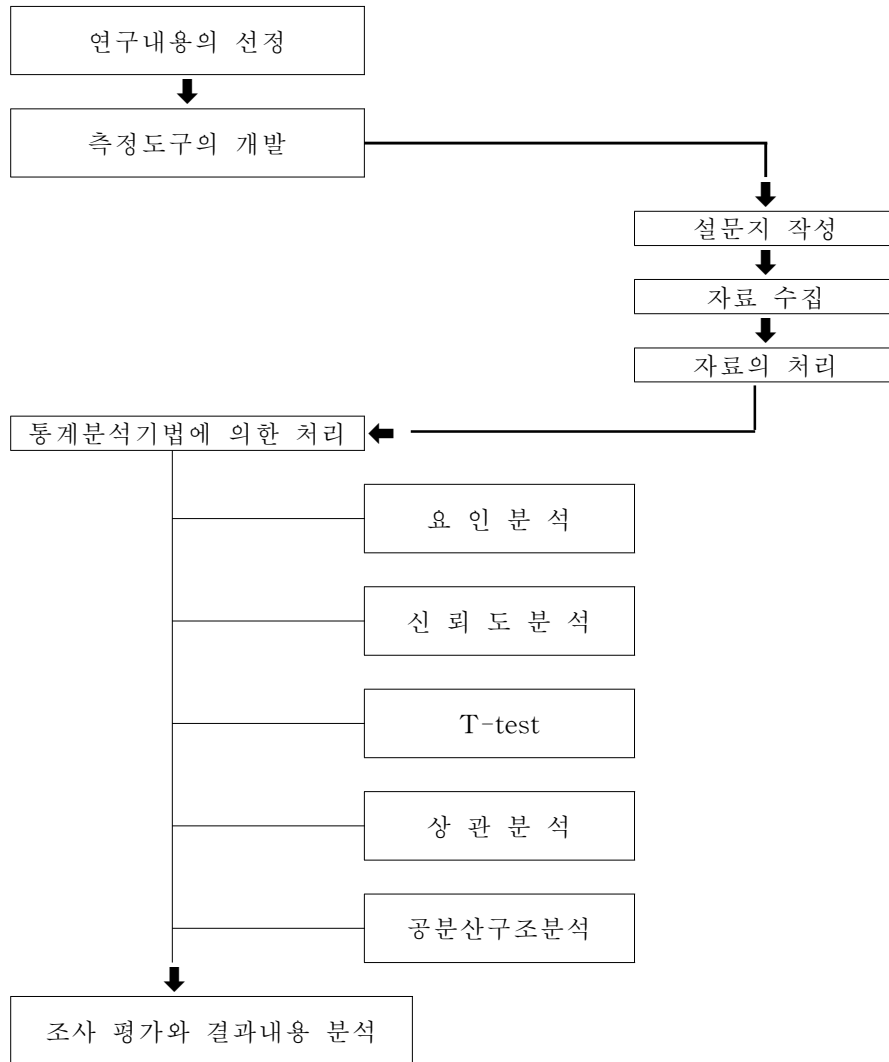 연구내용의 선정
측정도구의 개발
설문지 작성
자료 수집
자료의 처리
통계분석기법에 의한 처리
요 인 분 석
신 뢰 도 분 석
T-test
상 관 분 석
공분산구조분석
조사 평가와 결과내용 분석